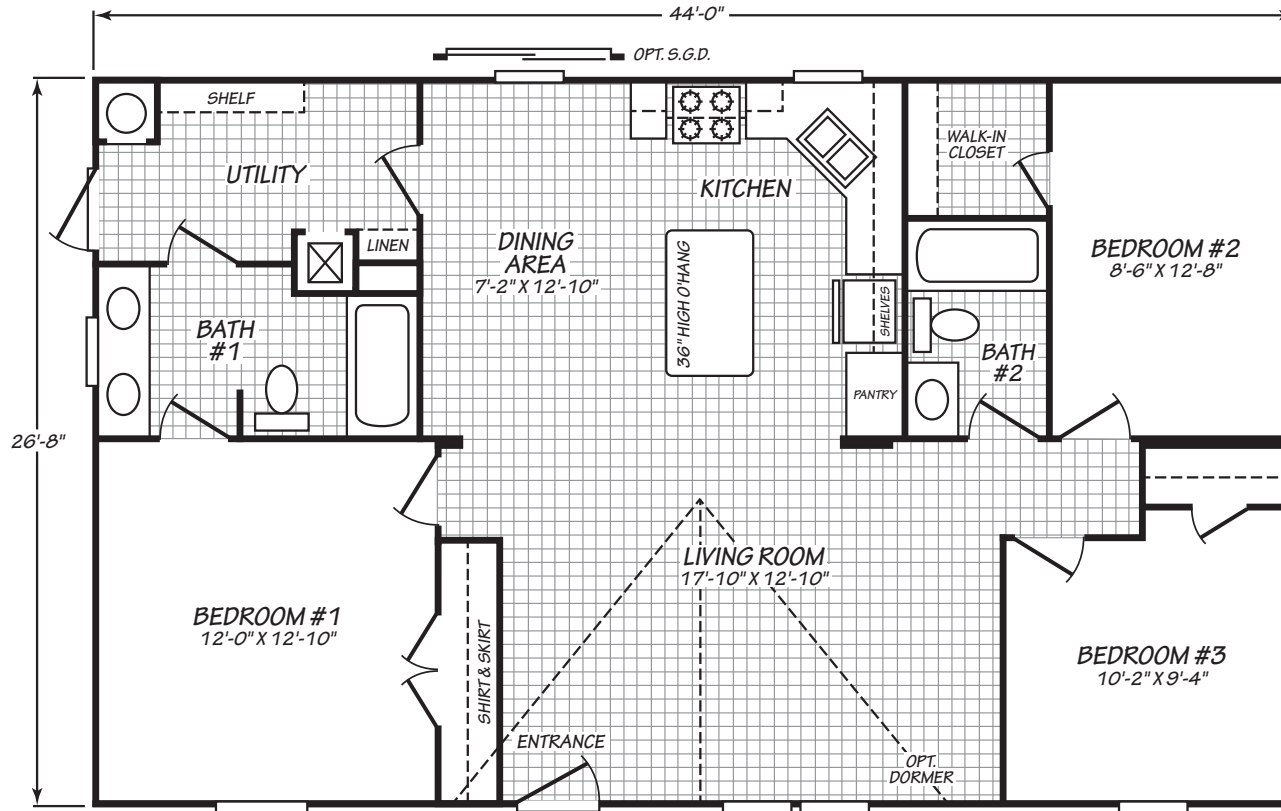 44'-0"
OPT. S.G.D.
SHELF
UTILITY
LINEN
KITCHEN
WALK-IN
CLOSET
DINING
AREA
7'-2" X 12'-10"
36" HIGH O'HANG
SHELVES
PANTRY
BEDROOM #2
8'-6" X 12'-8"
BATH
#1
BATH
#2
26'-8"
LIVING ROOM
17'-10" X 12'-10"
BEDROOM #1
12'-0" X 12'-10"
SHIRT & SKIRT
BEDROOM #3
10'-2" X 9'-4"
ENTRANCE
OPT.
DORMER